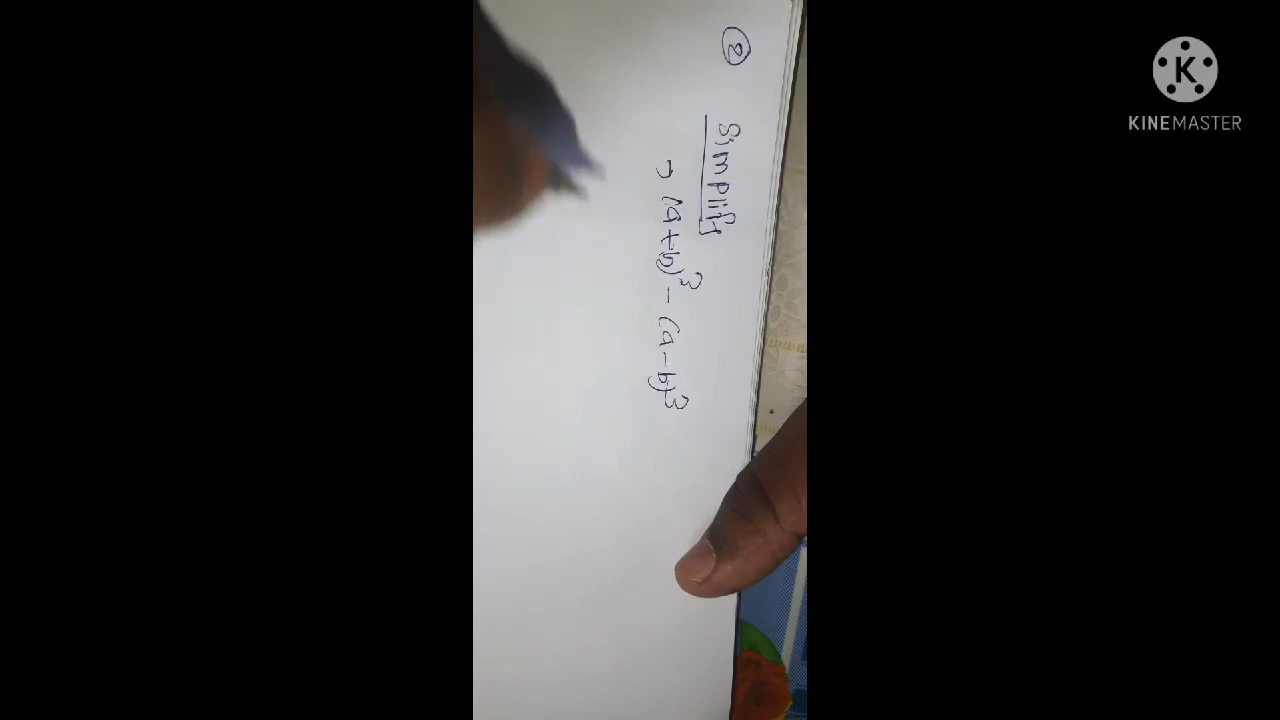 ②
Simplify
→ (a+b)³ - (a-b)³
KINEMASTER